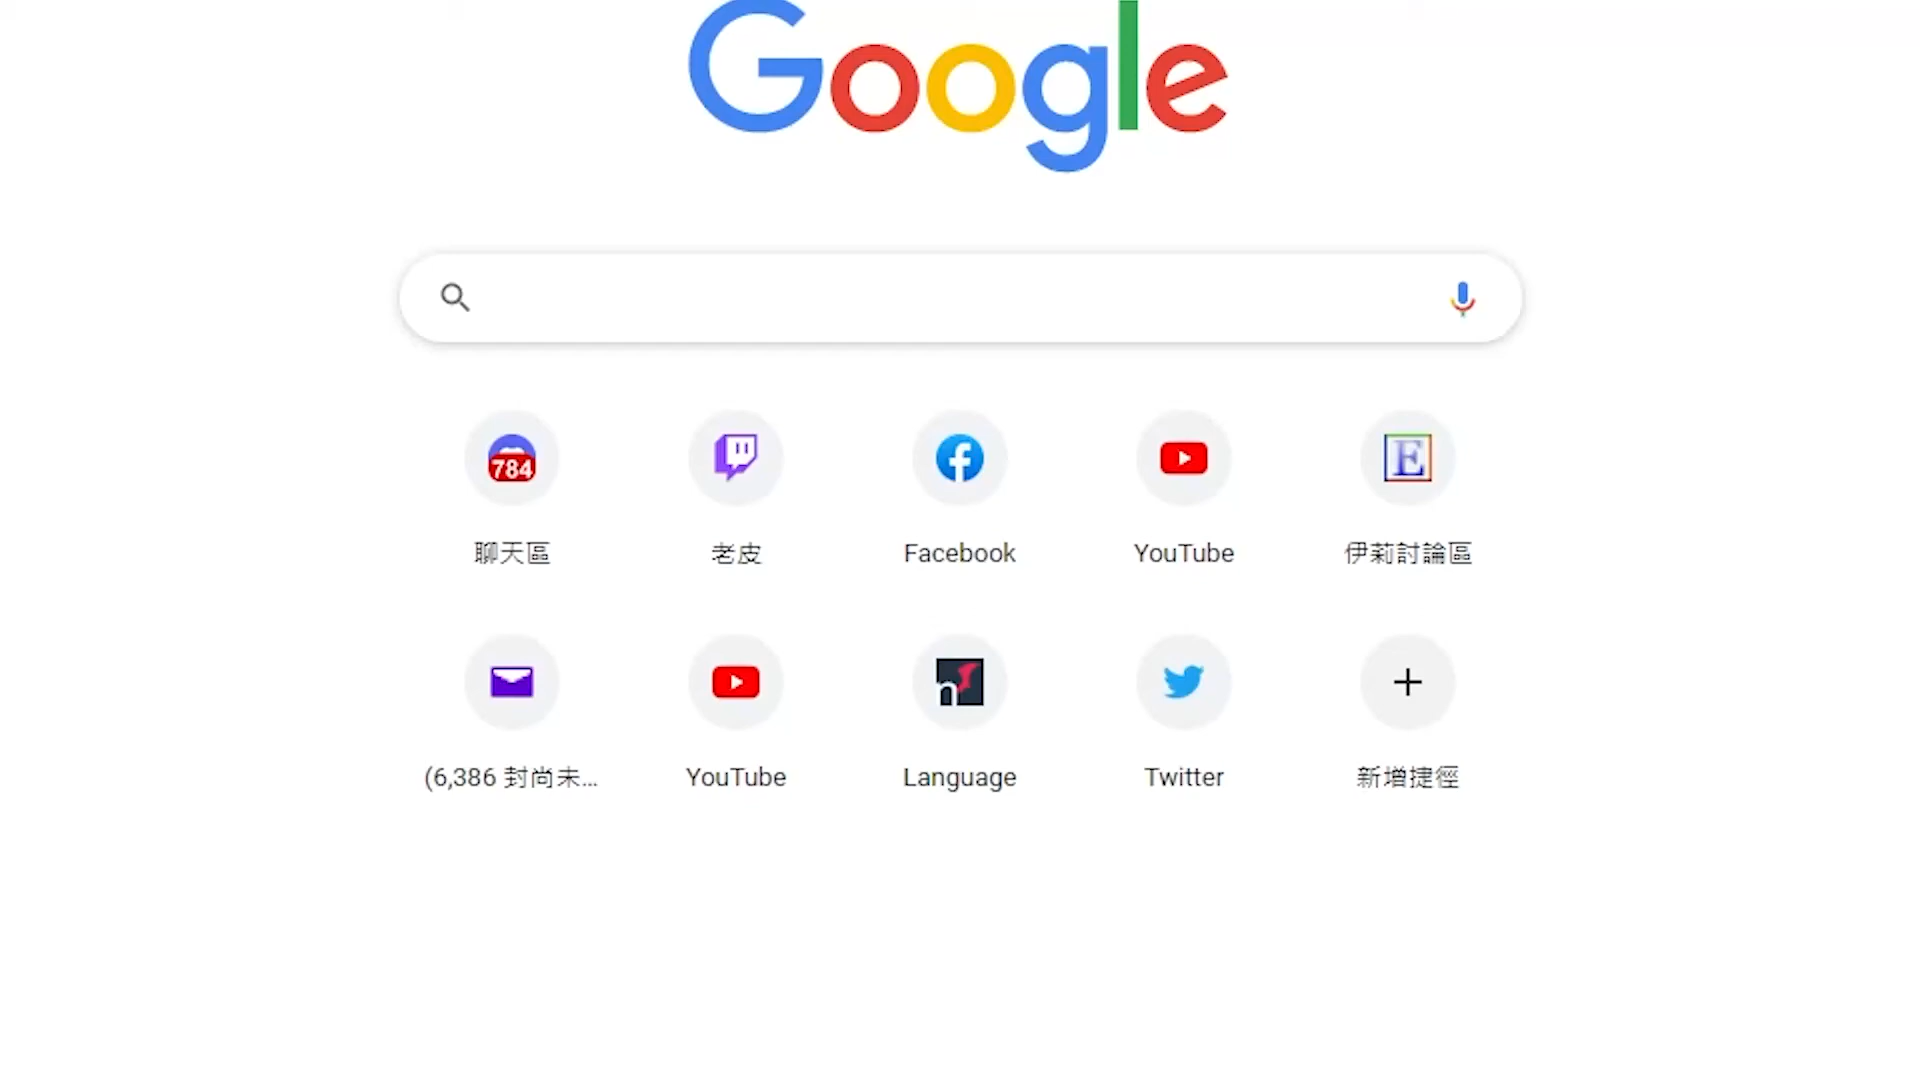 Google
784
聊天區
老皮
Facebook
YouTube
E
伊莉討論區
(6,386 封尚未...
YouTube
n
Language
Twitter
新增捷徑